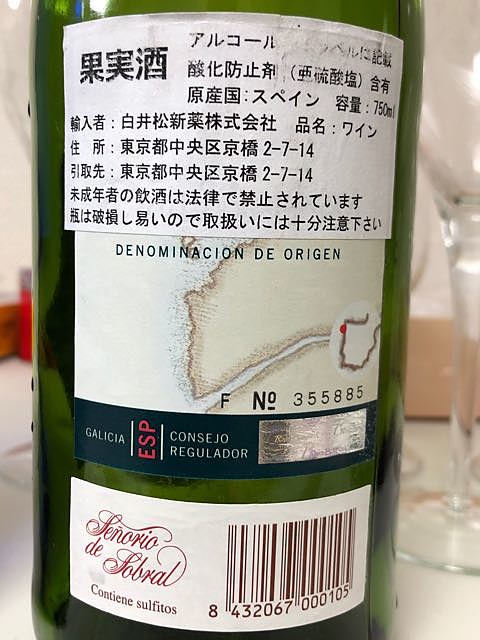 果実酒
アルコール
酸化防止剤（亜硫酸塩）含有
原産国:スペイン 容量:750ml
輸入者:白井松新薬株式会社 品名:ワイン
住 所:東京都中央区京橋2-7-14
引取先:東京都中央区京橋2-7-14
未成年者の飲酒は法律で禁止されています
瓶は破損し易いので取扱いには十分注意下さい
DENOMINACION DE ORIGEN
F Nº 355885
GALICIA ESP CONSEJO
REGULADOR
Señorio
de Sobral
Contiene sulfitos
8 432067 000105